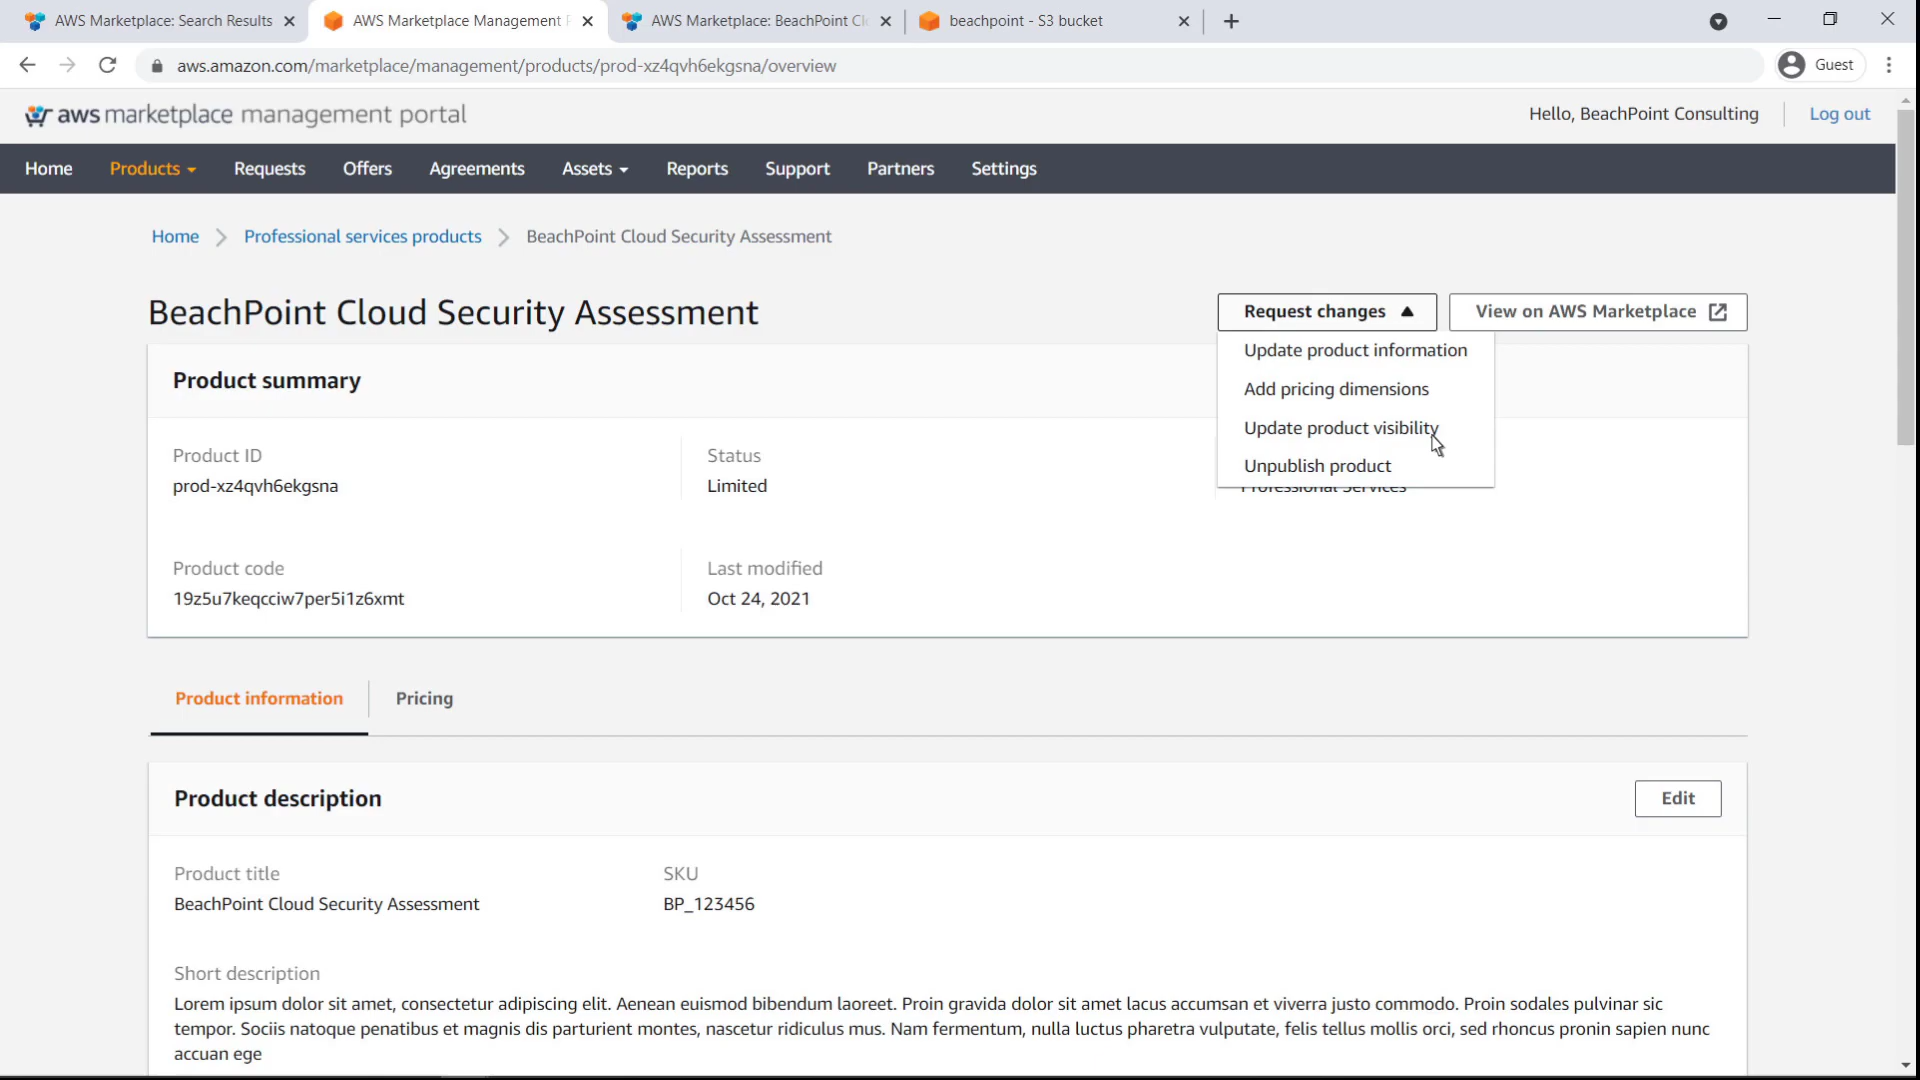 AWS Marketplace: Search Results
AWS Marketplace Management P
AWS Marketplace: BeachPoint Cl
beachpoint - S3 bucket
aws.amazon.com/marketplace/management/products/prod-xz4qvh6ekgsna/overview
Guest
aws marketplace management portal
Hello, BeachPoint Consulting
Log out
Home
Products
Requests
Offers
Agreements
Assets
Reports
Support
Partners
Settings
Home
Professional services products
BeachPoint Cloud Security Assessment
BeachPoint Cloud Security Assessment
Request changes
View on AWS Marketplace
Update product information
Add pricing dimensions
Update product visibility
Unpublish product
Product summary
Product ID
prod-xz4qvh6ekgsna
Status
Limited
Professional Services
Product code
19z5u7keqcciw7per5i1z6xmt
Last modified
Oct 24, 2021
Product information
Pricing
Product description
Edit
Product title
BeachPoint Cloud Security Assessment
SKU
BP_123456
Short description
Lorem ipsum dolor sit amet, consectetur adipiscing elit. Aenean euismod bibendum laoreet. Proin gravida dolor sit amet lacus accumsan et viverra justo commodo. Proin sodales pulvinar sic
tempor. Sociis natoque penatibus et magnis dis parturient montes, nascetur ridiculus mus. Nam fermentum, nulla luctus pharetra vulputate, felis tellus mollis orci, sed rhoncus pronin sapien nunc
accuan ege